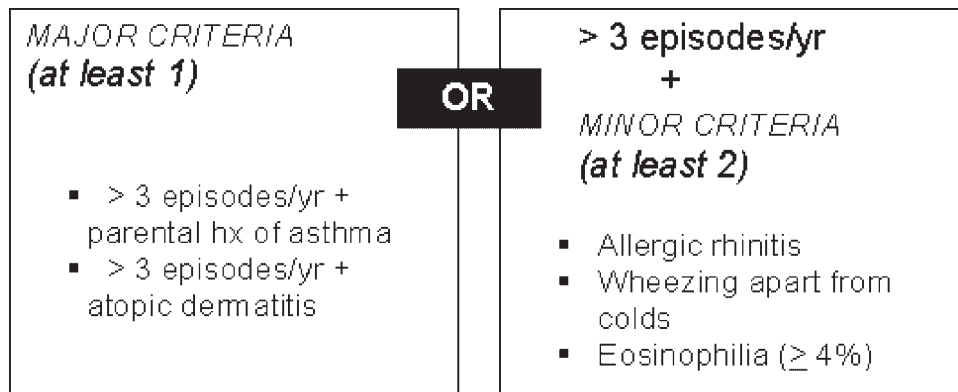 MAJOR CRITERIA
(at least 1)
▪ > 3 episodes/yr +
parental hx of asthma
▪ > 3 episodes/yr +
atopic dermatitis
OR
> 3 episodes/yr
+
MINOR CRITERIA
(at least 2)
▪ Allergic rhinitis
▪ Wheezing apart from
colds
▪ Eosinophilia (≥ 4%)